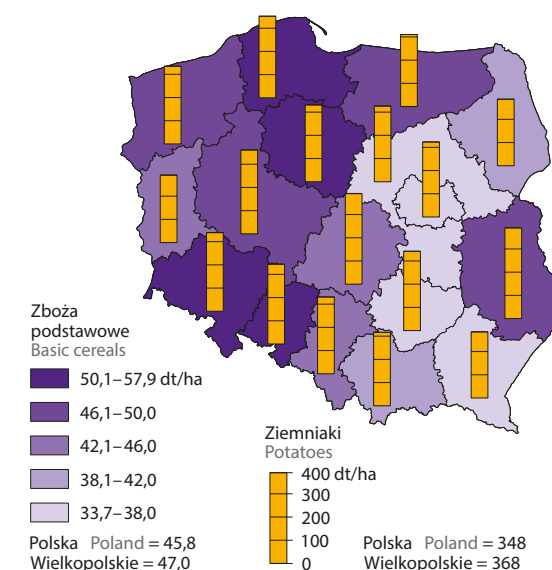 Zboża
podstawowe
Basic cereals
50,1–57,9 dt/ha
46,1–50,0
42,1–46,0
38,1–42,0
33,7–38,0
Polska Poland = 45,8
Wielkopolskie = 47,0
Ziemniaki
Potatoes
400 dt/ha
300
200
100
0
Polska Poland = 348
Wielkopolskie = 368